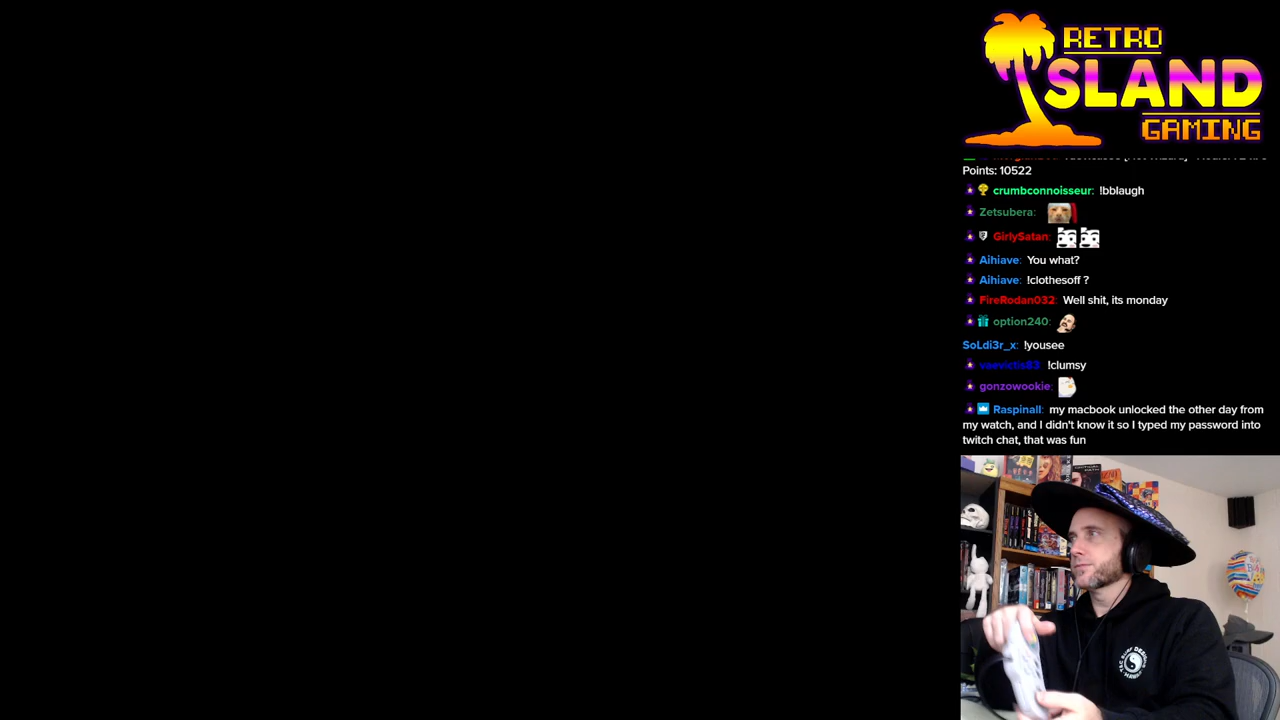 RETRO
ISLAND
GAMING
Points: 10522
crumbconnoisseur: !bblaugh
Zetsubera:
GirlySatan:
Aihiave: You what?
Aihiave: !clothesoff ?
FireRodan032: Well shit, its monday
option240:
SoLdi3r_x: !yousee
vaevictis83 !clumsy
gonzowookie:
Raspinall: my macbook unlocked the other day from
my watch, and I didn't know it so I typed my password into
twitch chat, that was fun